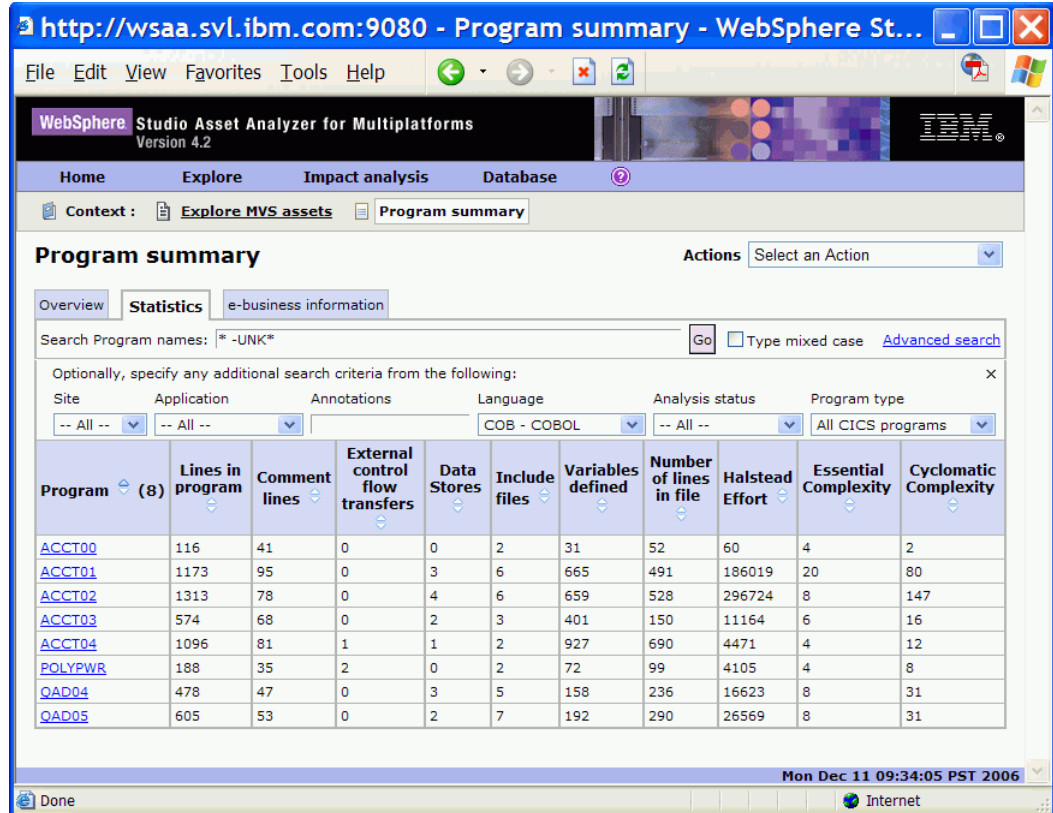 http://wsaa.svl.ibm.com:9080 - Program summary - WebSphere St...
File Edit View Favorites Tools Help
WebSphere. Studio Asset Analyzer for Multiplatforms
Version 4.2
IBM®
Home Explore Impact analysis Database ?
Context : Explore MVS assets Program summary
Program summary Actions Select an Action
Overview Statistics e-business information
Search Program names: * -UNK* Go Type mixed case Advanced search
Optionally, specify any additional search criteria from the following: ×
Site Application Annotations Language Analysis status Program type
-- All -- -- All -- COB - COBOL -- All -- All CICS programs
Program (8) Lines in program Comment lines External control flow transfers Data Stores Include files Variables defined Number of lines in file Halstead Effort Essential Complexity Cyclomatic Complexity
ACCT00 116 41 0 0 2 31 52 60 4 2
ACCT01 1173 95 0 3 6 665 491 186019 20 80
ACCT02 1313 78 0 4 6 659 528 296724 8 147
ACCT03 574 68 0 2 3 401 150 11164 6 16
ACCT04 1096 81 1 1 2 927 690 4471 4 12
POLYPWR 188 35 2 0 2 72 99 4105 4 8
QAD04 478 47 0 3 5 158 236 16623 8 31
QAD05 605 53 0 2 7 192 290 26569 8 31
Mon Dec 11 09:34:05 PST 2006
Done Internet